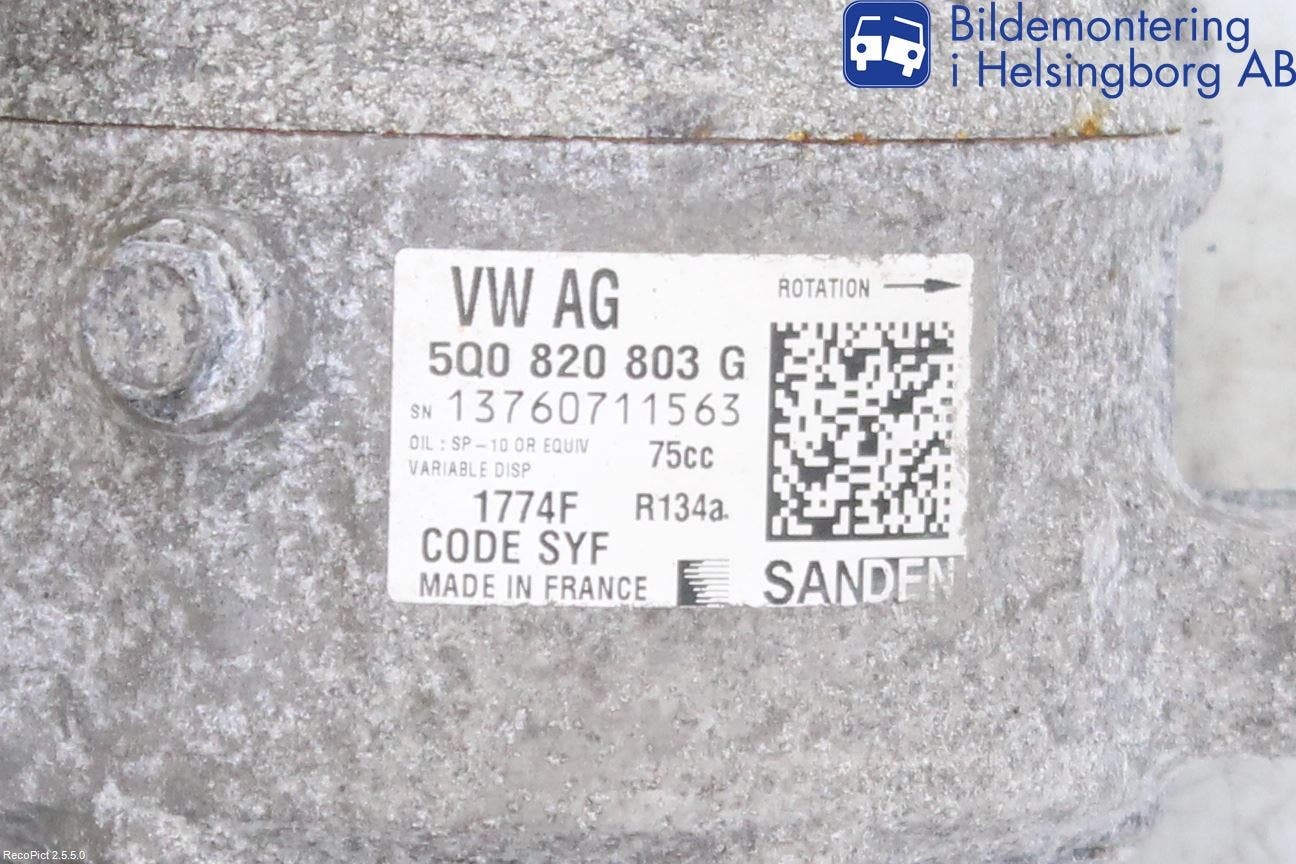 Bildemontering
i Helsingborg AB
VW AG
ROTATION
5Q0 820 803 G
SN 13760711563
OIL : SP-10 OR EQUIV 75cc
VARIABLE DISP
1774F R134a.
CODE SYF
MADE IN FRANCE
SANDEN
RecoPict 2.5.5.0